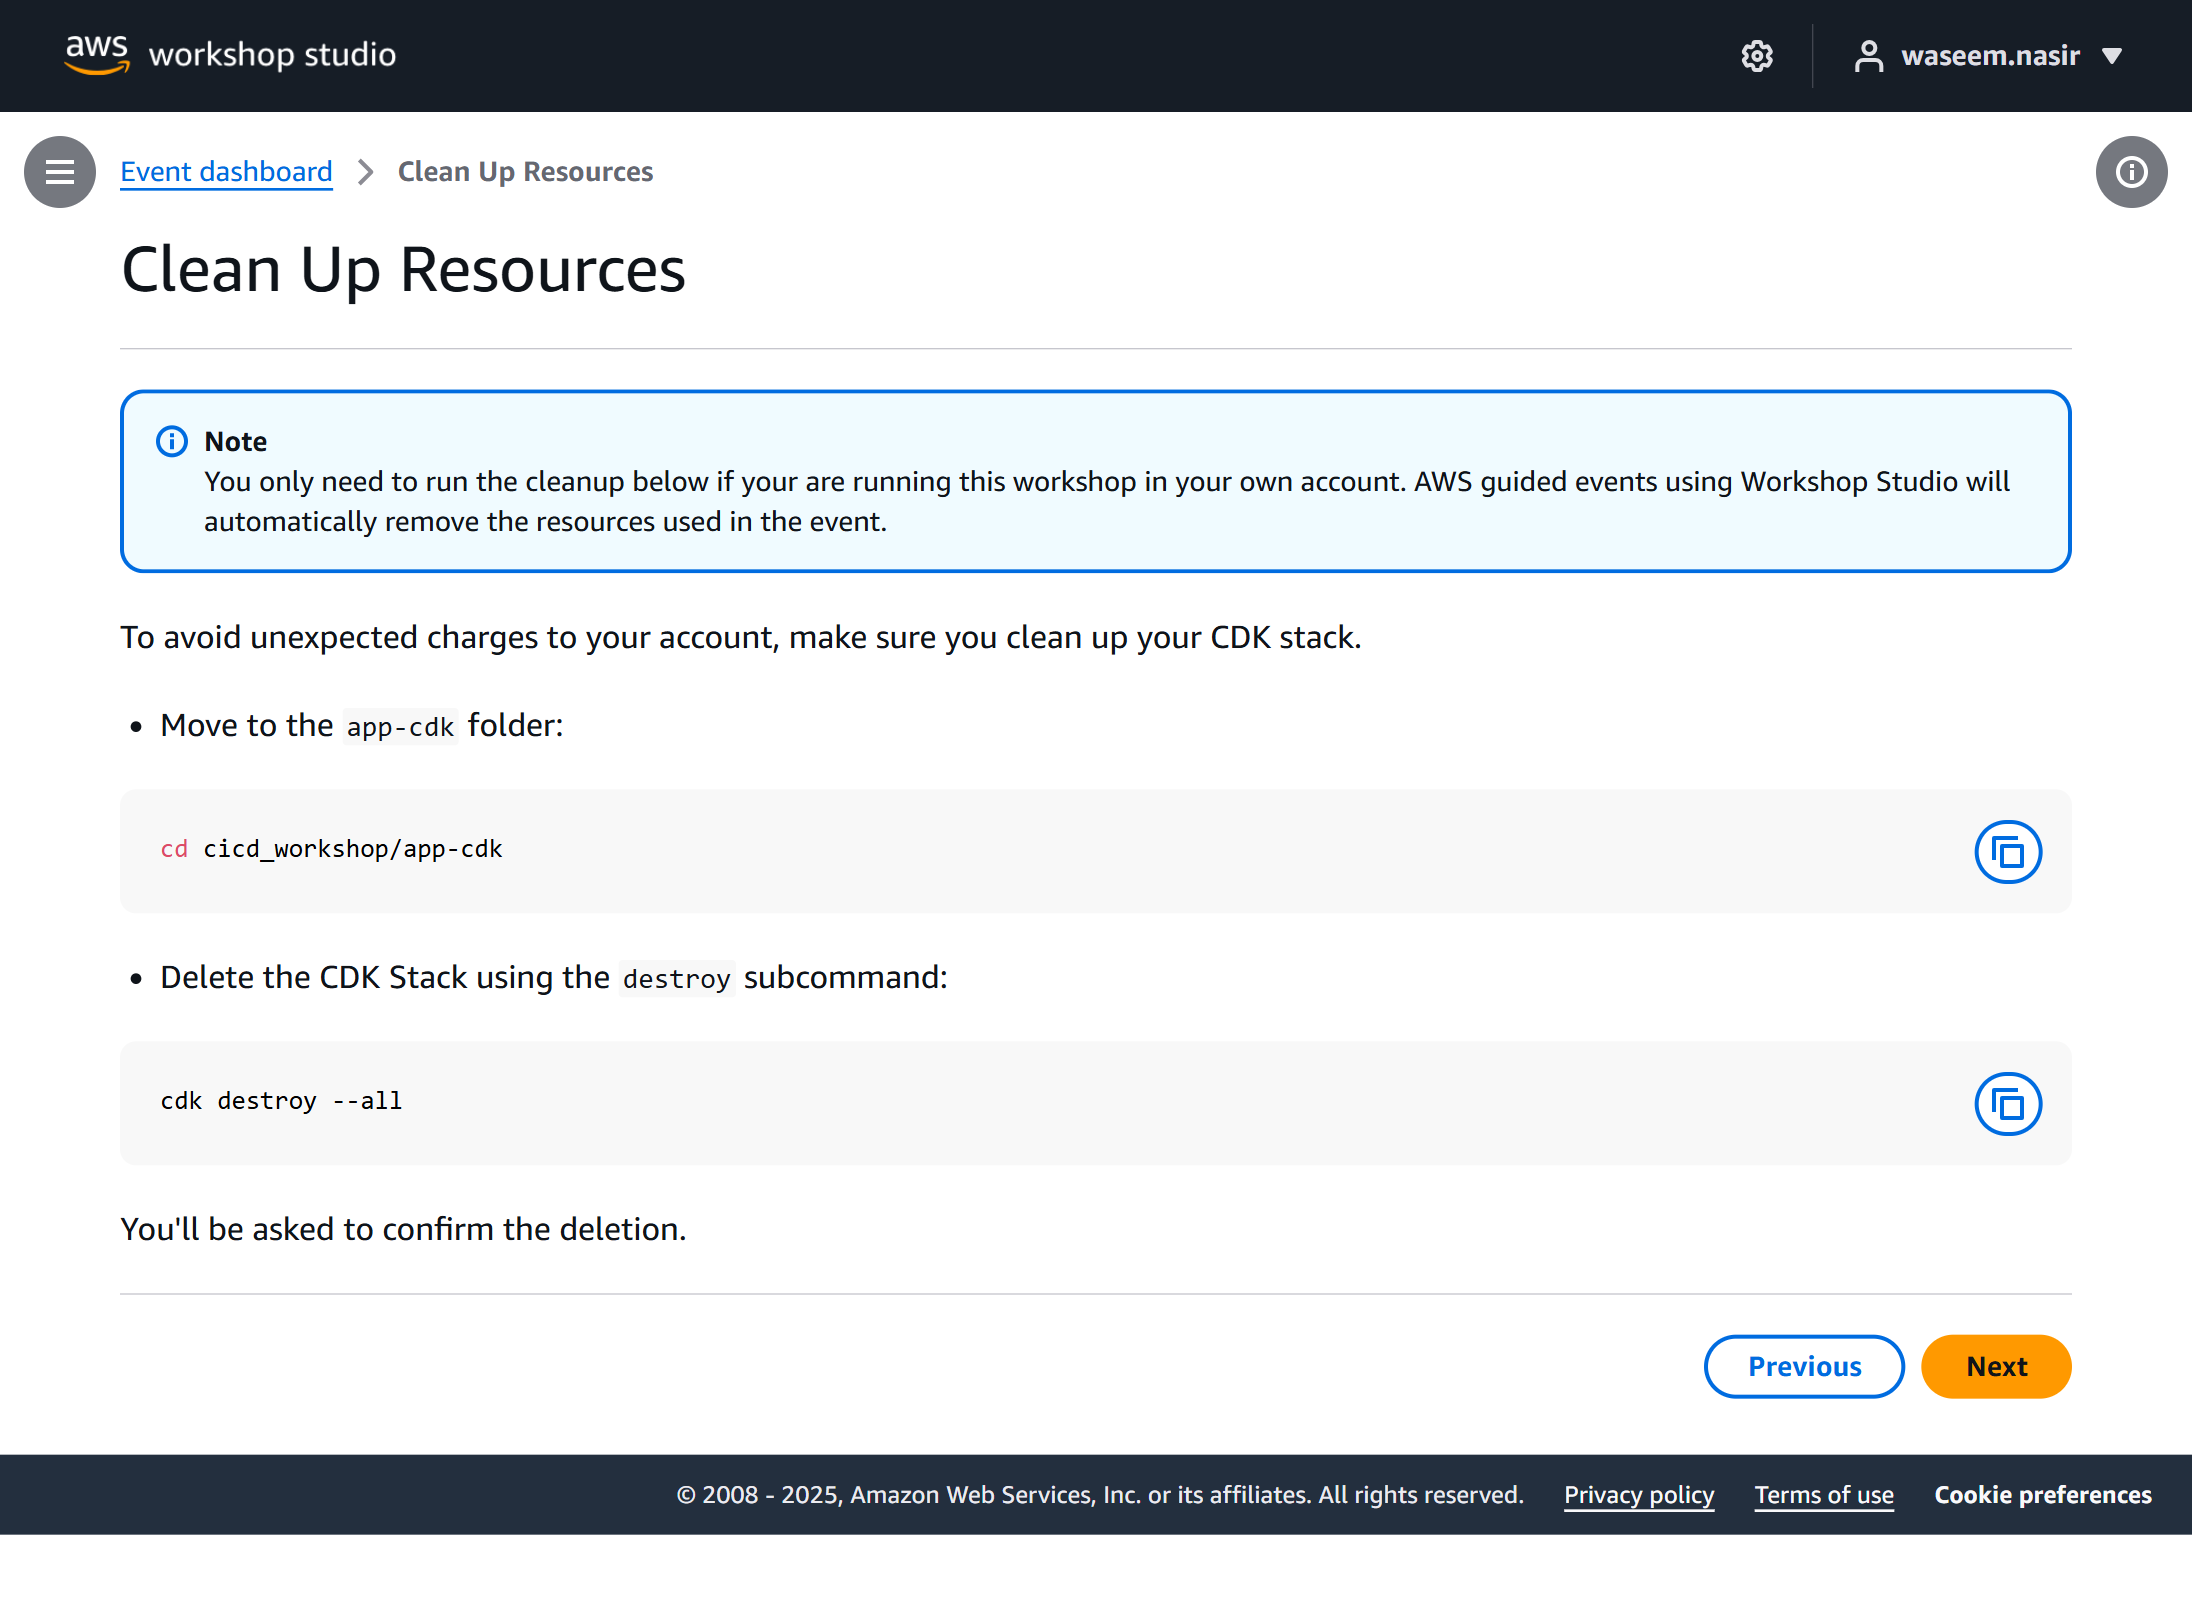 aws workshop studio
waseem.nasir
Event dashboard
Clean Up Resources
Clean Up Resources
Note
You only need to run the cleanup below if your are running this workshop in your own account. AWS guided events using Workshop Studio will
automatically remove the resources used in the event.
To avoid unexpected charges to your account, make sure you clean up your CDK stack.
• Move to the app-cdk folder:
cd cicd_workshop/app-cdk
• Delete the CDK Stack using the destroy subcommand:
cdk destroy --all
You'll be asked to confirm the deletion.
Previous
Next
© 2008 - 2025, Amazon Web Services, Inc. or its affiliates. All rights reserved.
Privacy policy
Terms of use
Cookie preferences